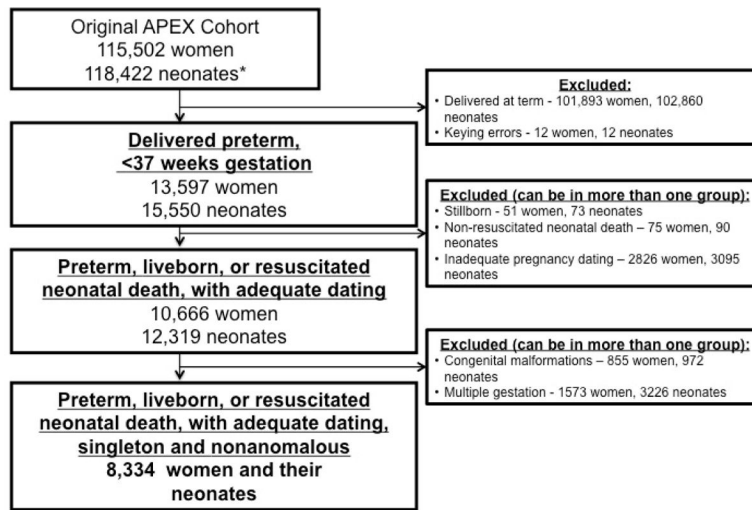 Original APEX Cohort
115,502 women
118,422 neonates*
Excluded:
• Delivered at term - 101,893 women, 102,860
neonates
• Keying errors - 12 women, 12 neonates
Delivered preterm,
<37 weeks gestation
13,597 women
15,550 neonates
Excluded (can be in more than one group):
• Stillborn - 51 women, 73 neonates
• Non-resuscitated neonatal death – 75 women, 90
neonates
• Inadequate pregnancy dating – 2826 women, 3095
neonates
Preterm, liveborn, or resuscitated
neonatal death, with adequate dating
10,666 women
12,319 neonates
Excluded (can be in more than one group):
• Congenital malformations – 855 women, 972
neonates
• Multiple gestation - 1573 women, 3226 neonates
Preterm, liveborn, or resuscitated
neonatal death, with adequate dating,
singleton and nonanomalous
8,334 women and their
neonates